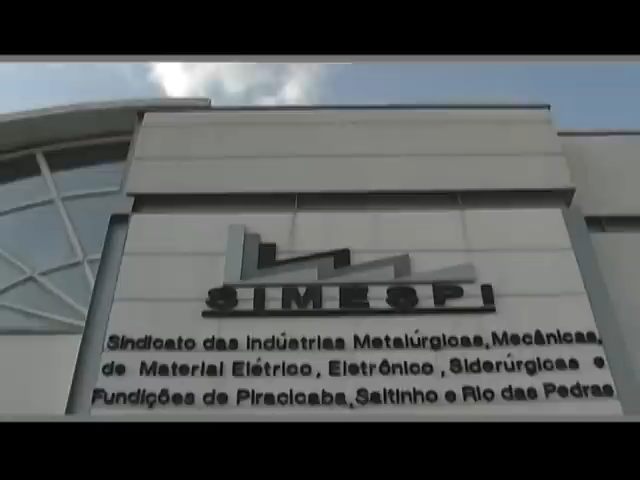 SIMESPI
Sindicato das Indústrias Metalúrgicas, Mecânicas,
de Material Elétrico, Eletrônico, Siderúrgicas e
Fundições de Piracicaba, Saltinho e Rio das Pedras